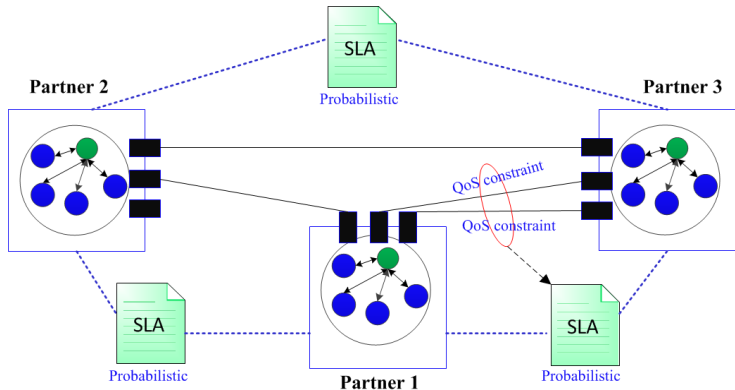 SLA
Probabilistic
Partner 2
Partner 3
QoS constraint
QoS constraint
SLA
Probabilistic
Partner 1
SLA
Probabilistic